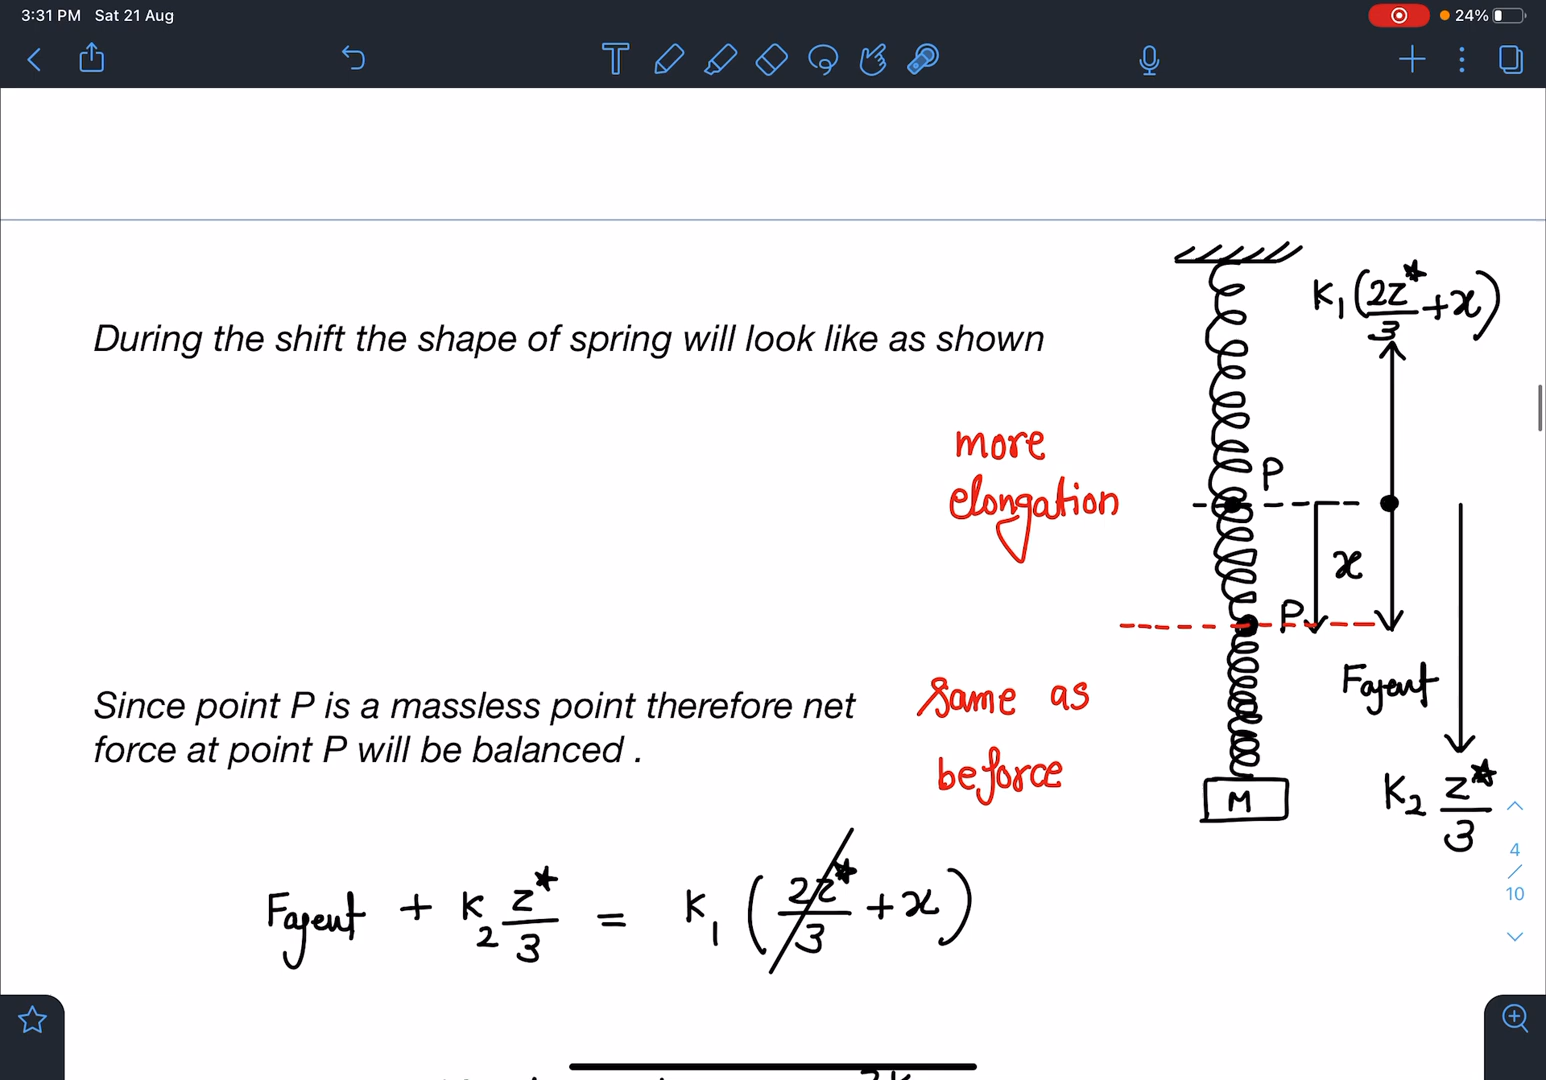 3:31 PM Sat 21 Aug
24%
T
K₁(2z*/3 + x)
During the shift the shape of spring will look like as shown
more
elongation
P
x
P
Fagent
Since point P is a massless point therefore net
force at point P will be balanced .
same as
beforce
M
K₂ z*/3
4
/
10
Fagent + K₂ z*/3 = K₁ (2z*/3 + x)